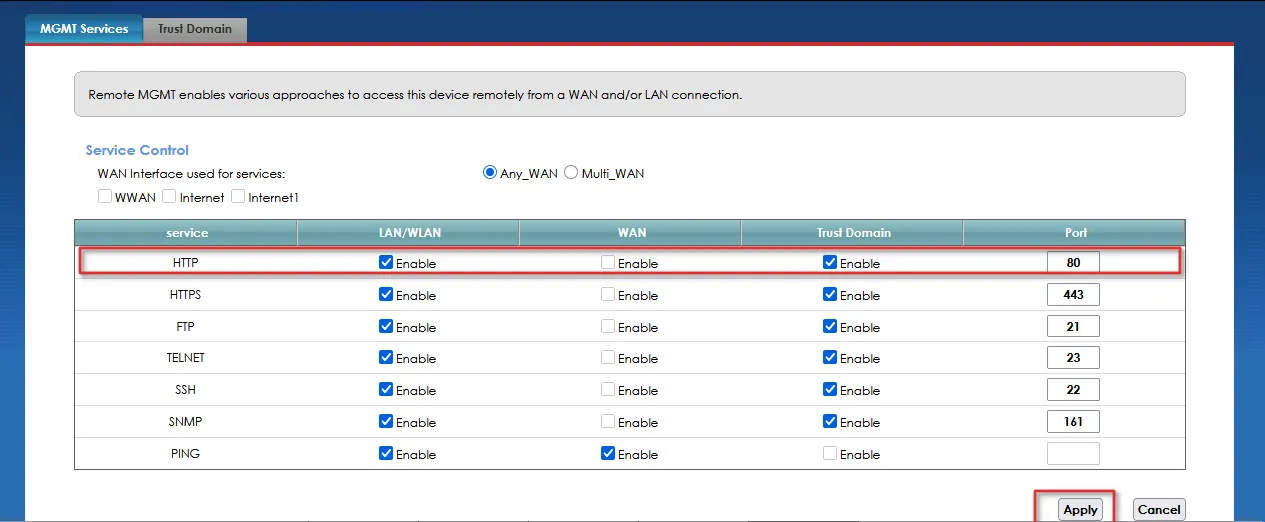 MGMT Services Trust Domain
Remote MGMT enables various approaches to access this device remotely from a WAN and/or LAN connection.
Service Control
WAN Interface used for services: Any_WAN Multi_WAN
WWAN Internet Internet1
service LAN/WLAN WAN Trust Domain Port
HTTP Enable Enable Enable 80
HTTPS Enable Enable Enable 443
FTP Enable Enable Enable 21
TELNET Enable Enable Enable 23
SSH Enable Enable Enable 22
SNMP Enable Enable Enable 161
PING Enable Enable Enable
Apply Cancel